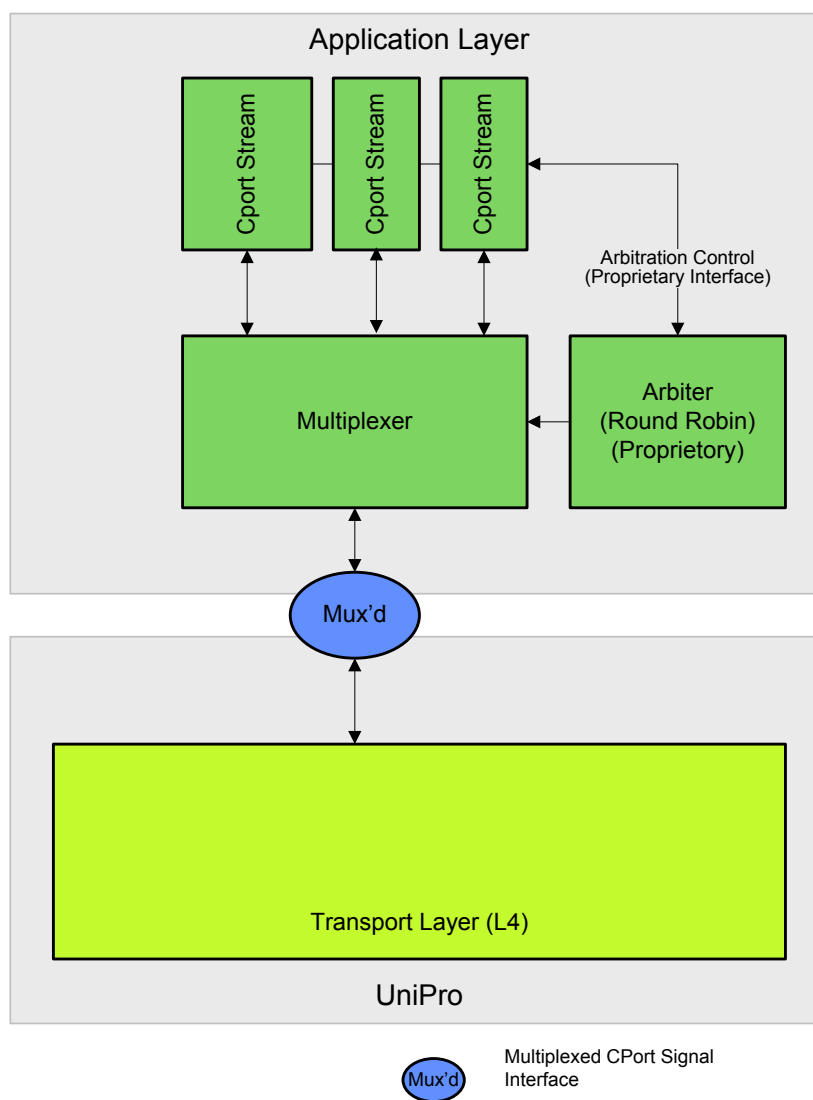 Application Layer
Cport Stream
Cport Stream
Cport Stream
Arbitration Control
(Proprietary Interface)
Multiplexer
Arbiter
(Round Robin)
(Proprietory)
Mux'd
Transport Layer (L4)
UniPro
Mux'd
Multiplexed CPort Signal
Interface